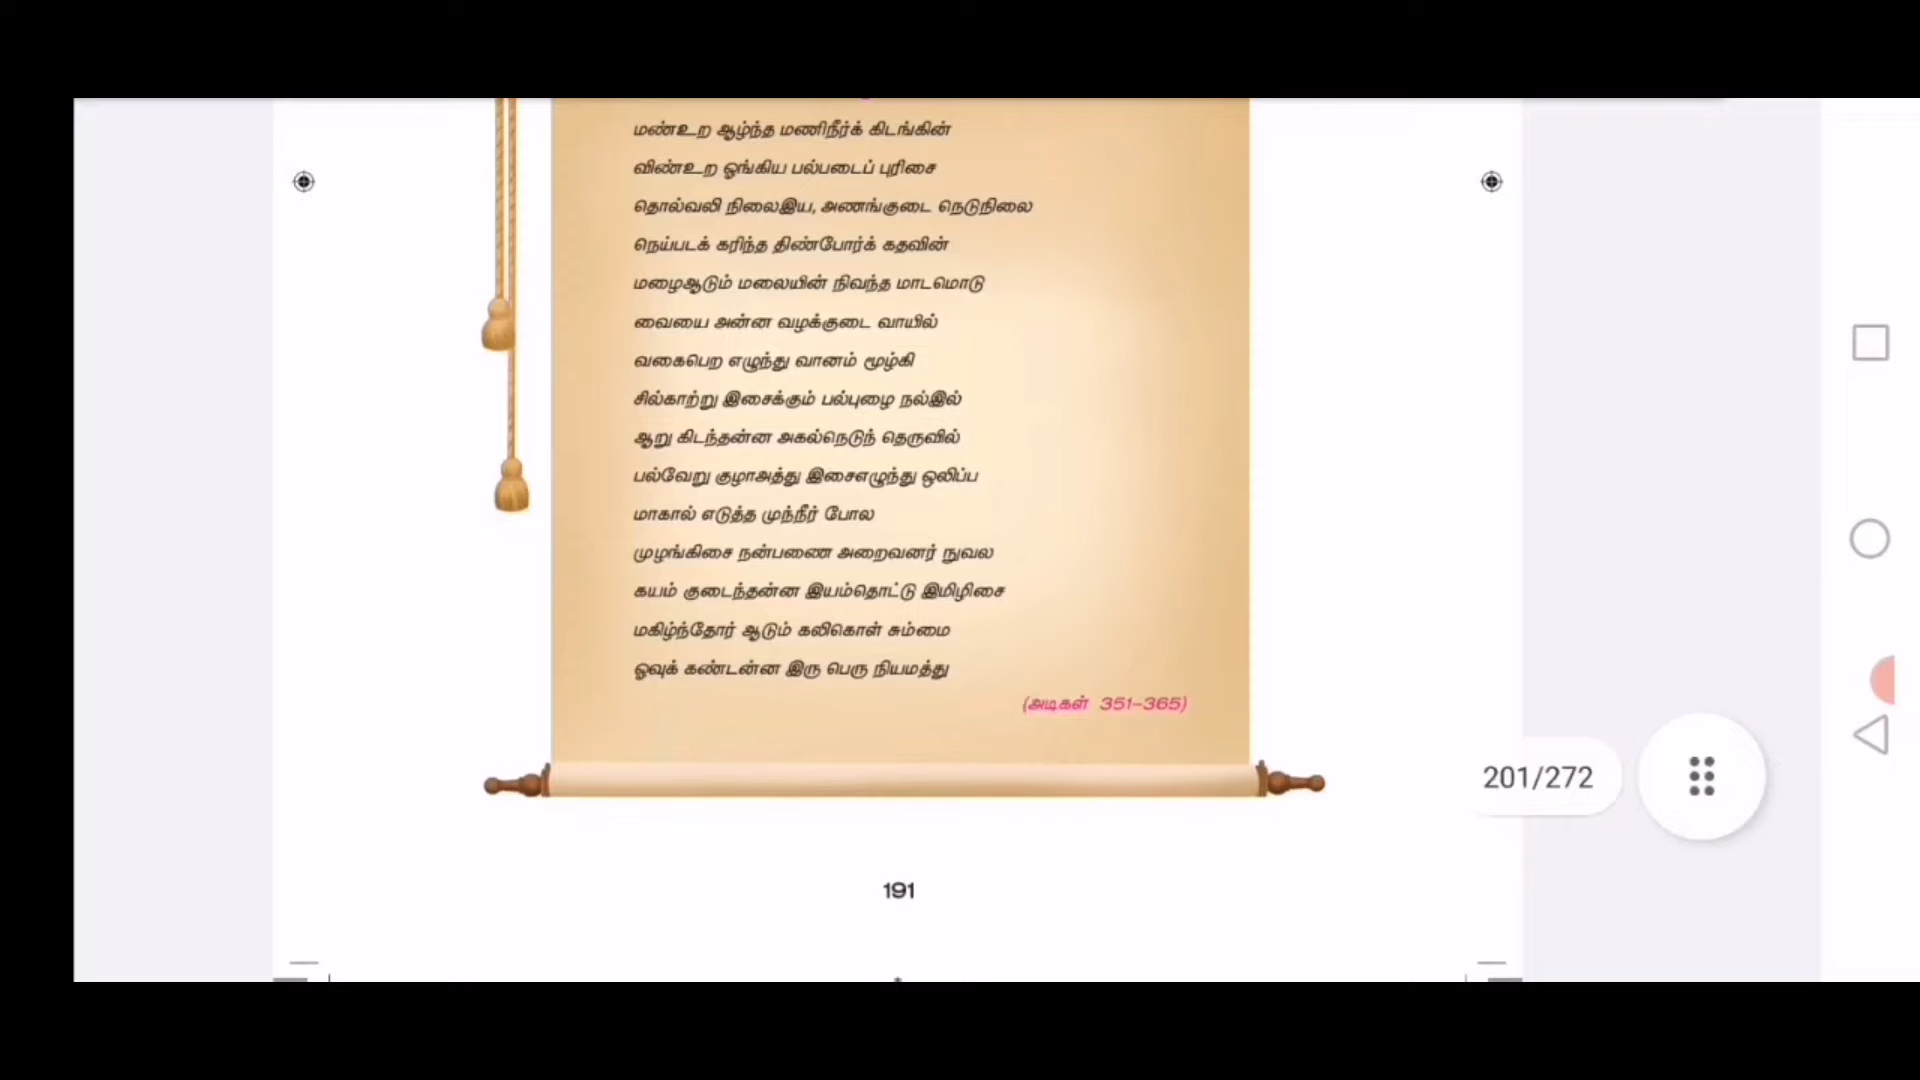 மண்உற ஆழ்ந்த மணிநீர்க் கிடங்கின்
விண்உற ஓங்கிய பல்படைப் புரிசை
தொல்வலி நிலைஇய, அணங்குடை நெடுநிலை
நெய்படக் கரிந்த திண்போர்க் கதவின்
மழைஆடும் மலையின் நிவந்த மாடமொடு
வையை அன்ன வழக்குடை வாயில்
வகைபெற எழுந்து வானம் மூழ்கி
சில்காற்று இசைக்கும் பல்புழை நல்இல்
ஆறு கிடந்தன்ன அகல்நெடுந் தெருவில்
பல்வேறு குழாஅத்து இசைஎழுந்து ஒலிப்ப
மாகால் எடுத்த முந்நீர் போல
முழங்கிசை நன்பணை அறைவனர் நுவல
கயம் குடைந்தன்ன இயம்தொட்டு இமிழிசை
மகிழ்ந்தோர் ஆடும் கலிகொள் சும்மை
ஓவுக் கண்டன்ன இரு பெரு நியமத்து
(அடிகள் 351-365)
201/272
191